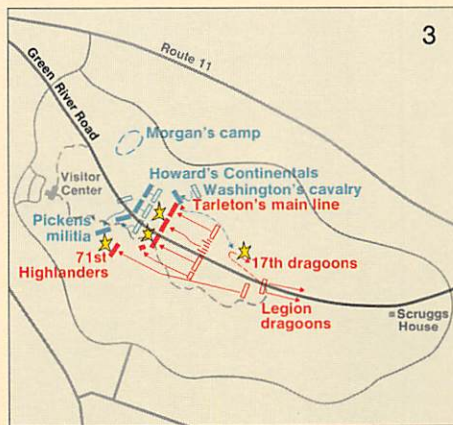 3
Route 11
Green River Road
Morgan's camp
Howard's Continentals
Visitor
Center
Washington's cavalry
Tarleton's main line
Pickens'
militia
71st
Highlanders
17th dragoons
Legion
dragoons
Scruggs
House